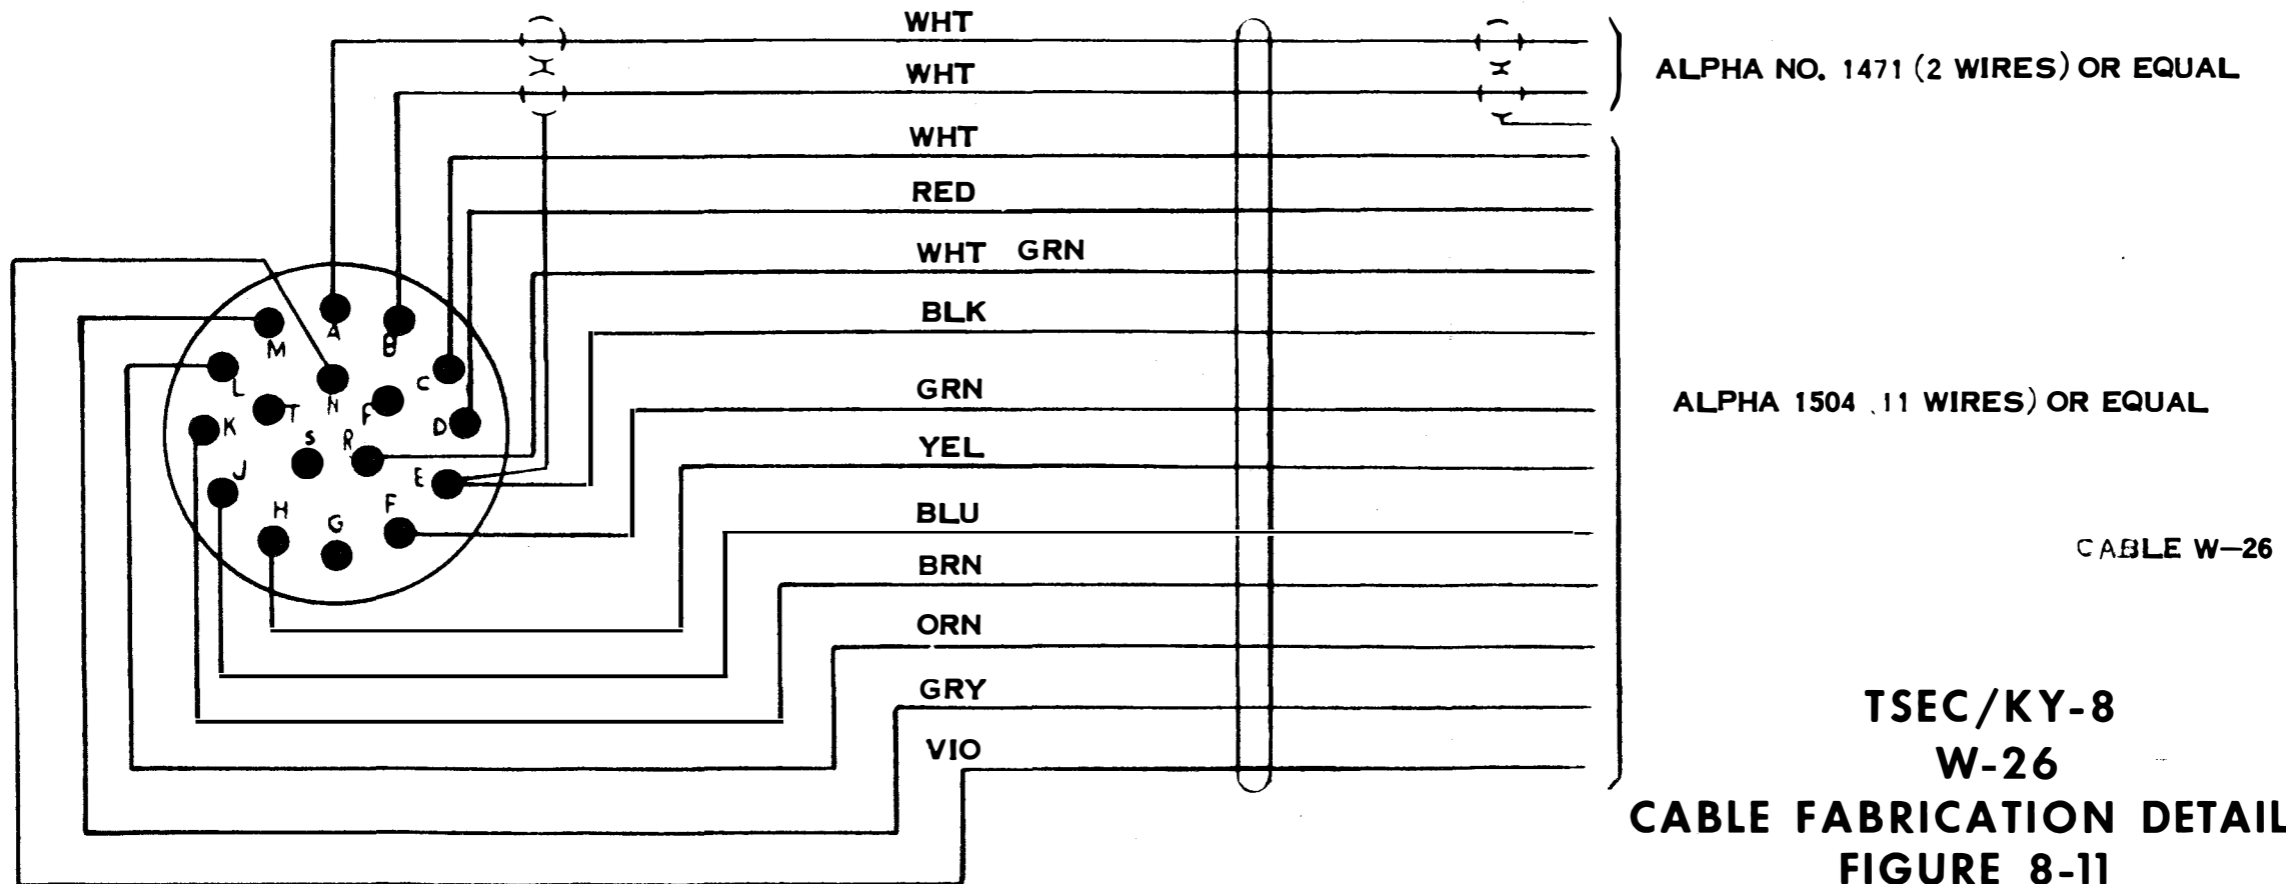 WHT
ALPHA NO. 1471 (2 WIRES) OR EQUAL
WHT
WHT
RED
WHT GRN
BLK
GRN
ALPHA 1504 .11 WIRES) OR EQUAL
YEL
BLU
CABLE W-26
BRN
ORN
GRY
VIO
A
B
M
C
L
N
F
T
D
K
S
R
J
E
F
H
G
TSEC/KY-8
W-26
CABLE FABRICATION DETAIL
FIGURE 8-11